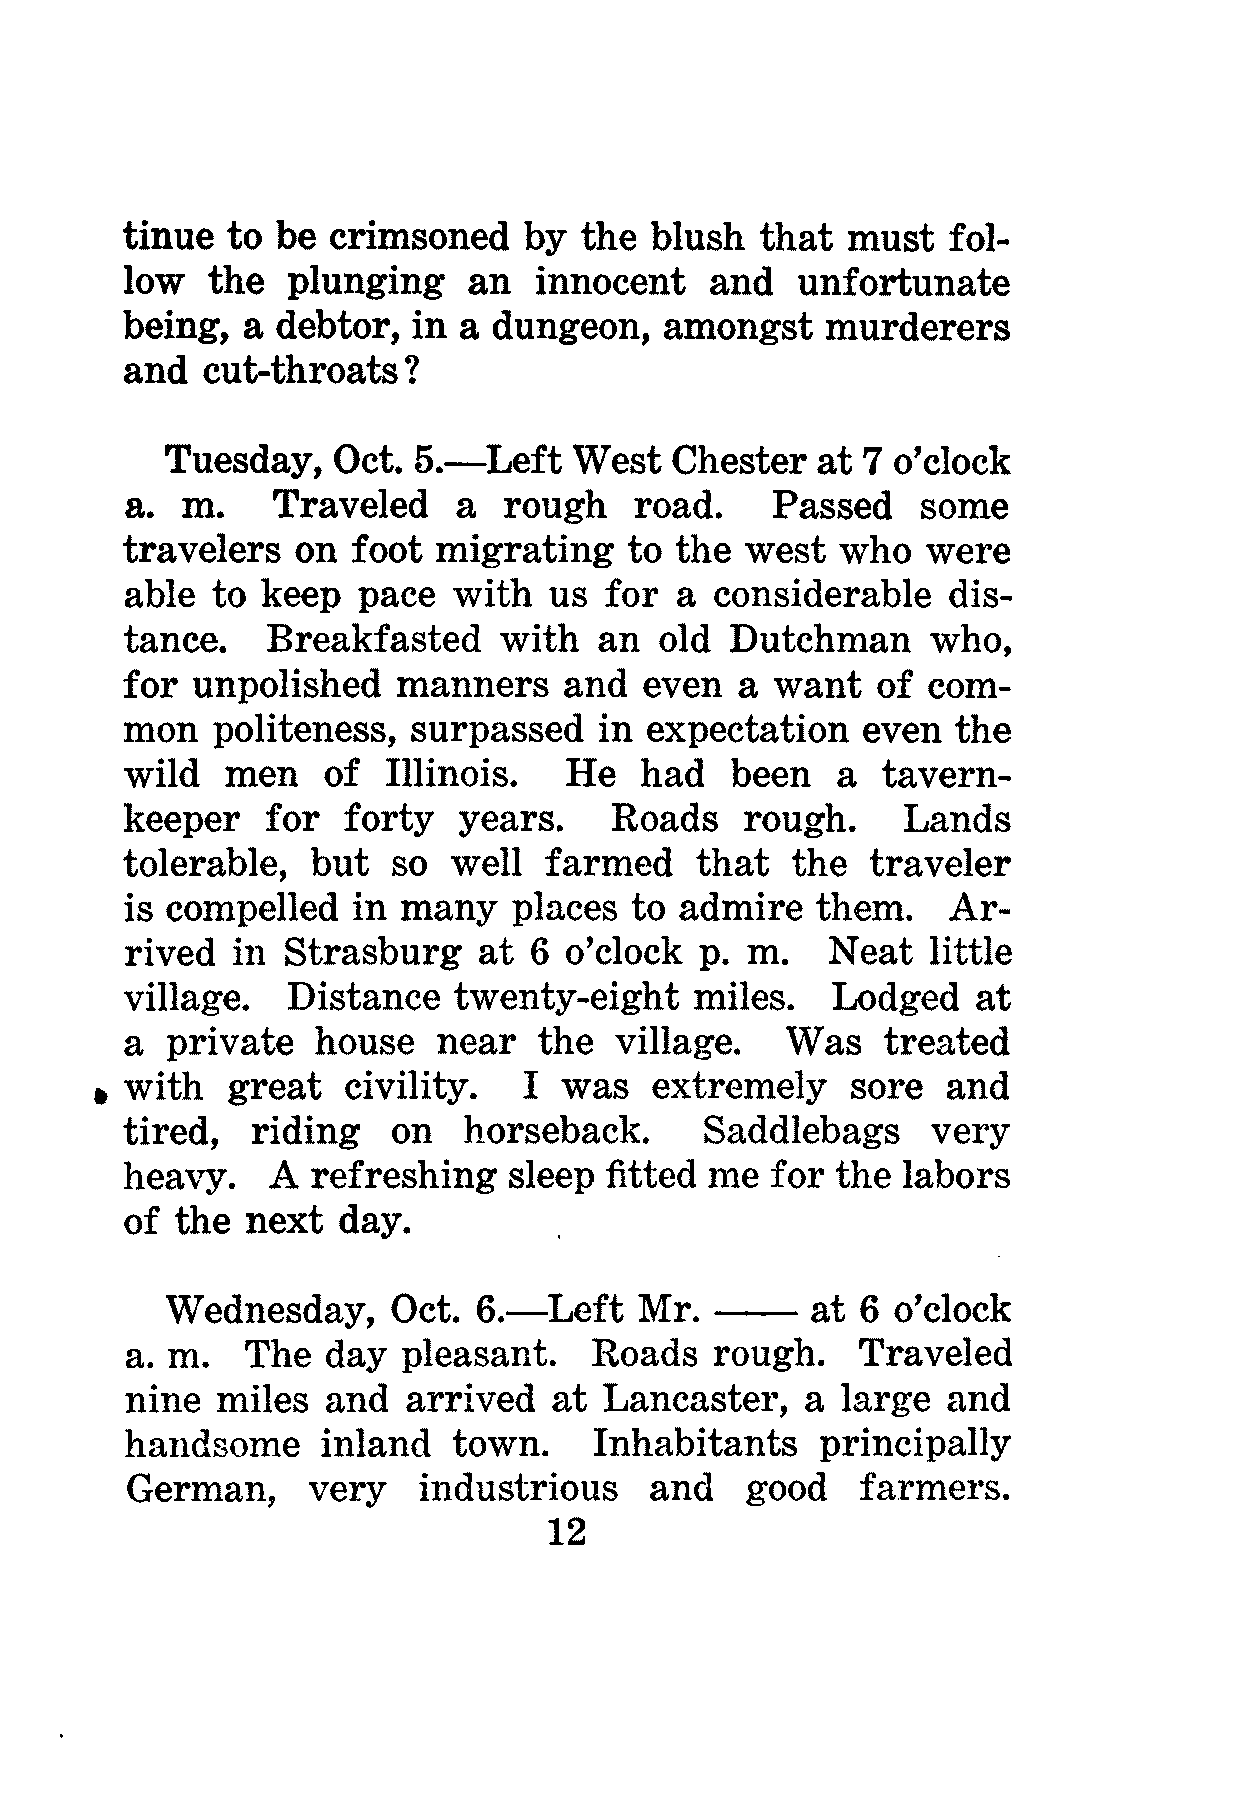 tinue to be crimsoned by the blush that must fol-
low the plunging an innocent and unfortunate
being, a debtor, in a dungeon, amongst murderers
and cut-throats?
Tuesday, Oct. 5.—Left West Chester at 7 o'clock
a. m. Traveled a rough road. Passed some
travelers on foot migrating to the west who were
able to keep pace with us for a considerable dis-
tance. Breakfasted with an old Dutchman who,
for unpolished manners and even a want of com-
mon politeness, surpassed in expectation even the
wild men of Illinois. He had been a tavern-
keeper for forty years. Roads rough. Lands
tolerable, but so well farmed that the traveler
is compelled in many places to admire them. Ar-
rived in Strasburg at 6 o'clock p. m. Neat little
village. Distance twenty-eight miles. Lodged at
a private house near the village. Was treated
with great civility. I was extremely sore and
tired, riding on horseback. Saddlebags very
heavy. A refreshing sleep fitted me for the labors
of the next day.
Wednesday, Oct. 6.—Left Mr. —— at 6 o'clock
a. m. The day pleasant. Roads rough. Traveled
nine miles and arrived at Lancaster, a large and
handsome inland town. Inhabitants principally
German, very industrious and good farmers.
12